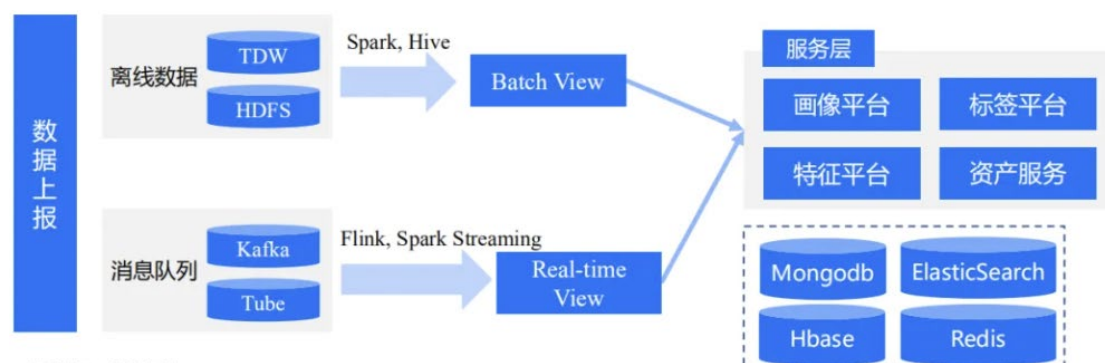 数据上报
离线数据
TDW
HDFS
Spark, Hive
Batch View
消息队列
Kafka
Tube
Flink, Spark Streaming
Real-time
View
服务层
画像平台
标签平台
特征平台
资产服务
Mongodb
ElasticSearch
Hbase
Redis